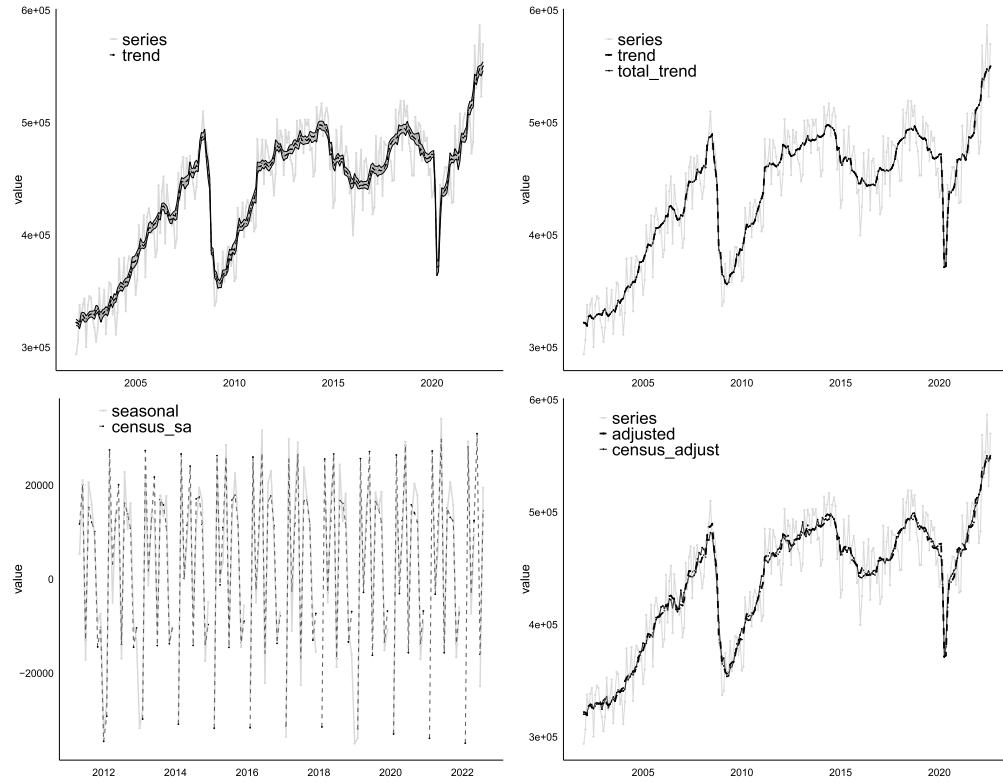 6e+05
series
trend
5e+05
value
4e+05
3e+05
2005 2010 2015 2020
6e+05
series
trend
total_trend
5e+05
value
4e+05
3e+05
2005 2010 2015 2020
seasonal
census_sa
20000
value
0
−20000
2012 2014 2016 2018 2020 2022
6e+05
series
adjusted
census_adjust
5e+05
value
4e+05
3e+05
2005 2010 2015 2020